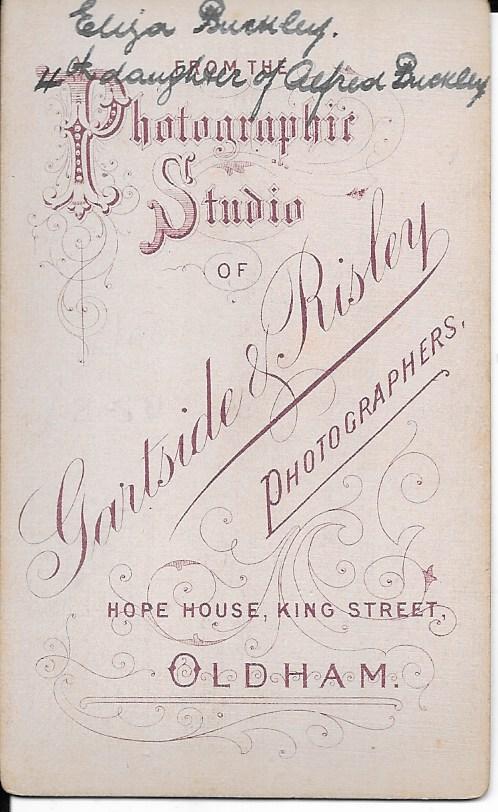 Eliza Buckley.
FROM THE
4th daughter of Alfred Buckley
Photographic
Studio
OF
Gartside & Risley
PHOTOGRAPHERS.
HOPE HOUSE, KING STREET,
OLDHAM.